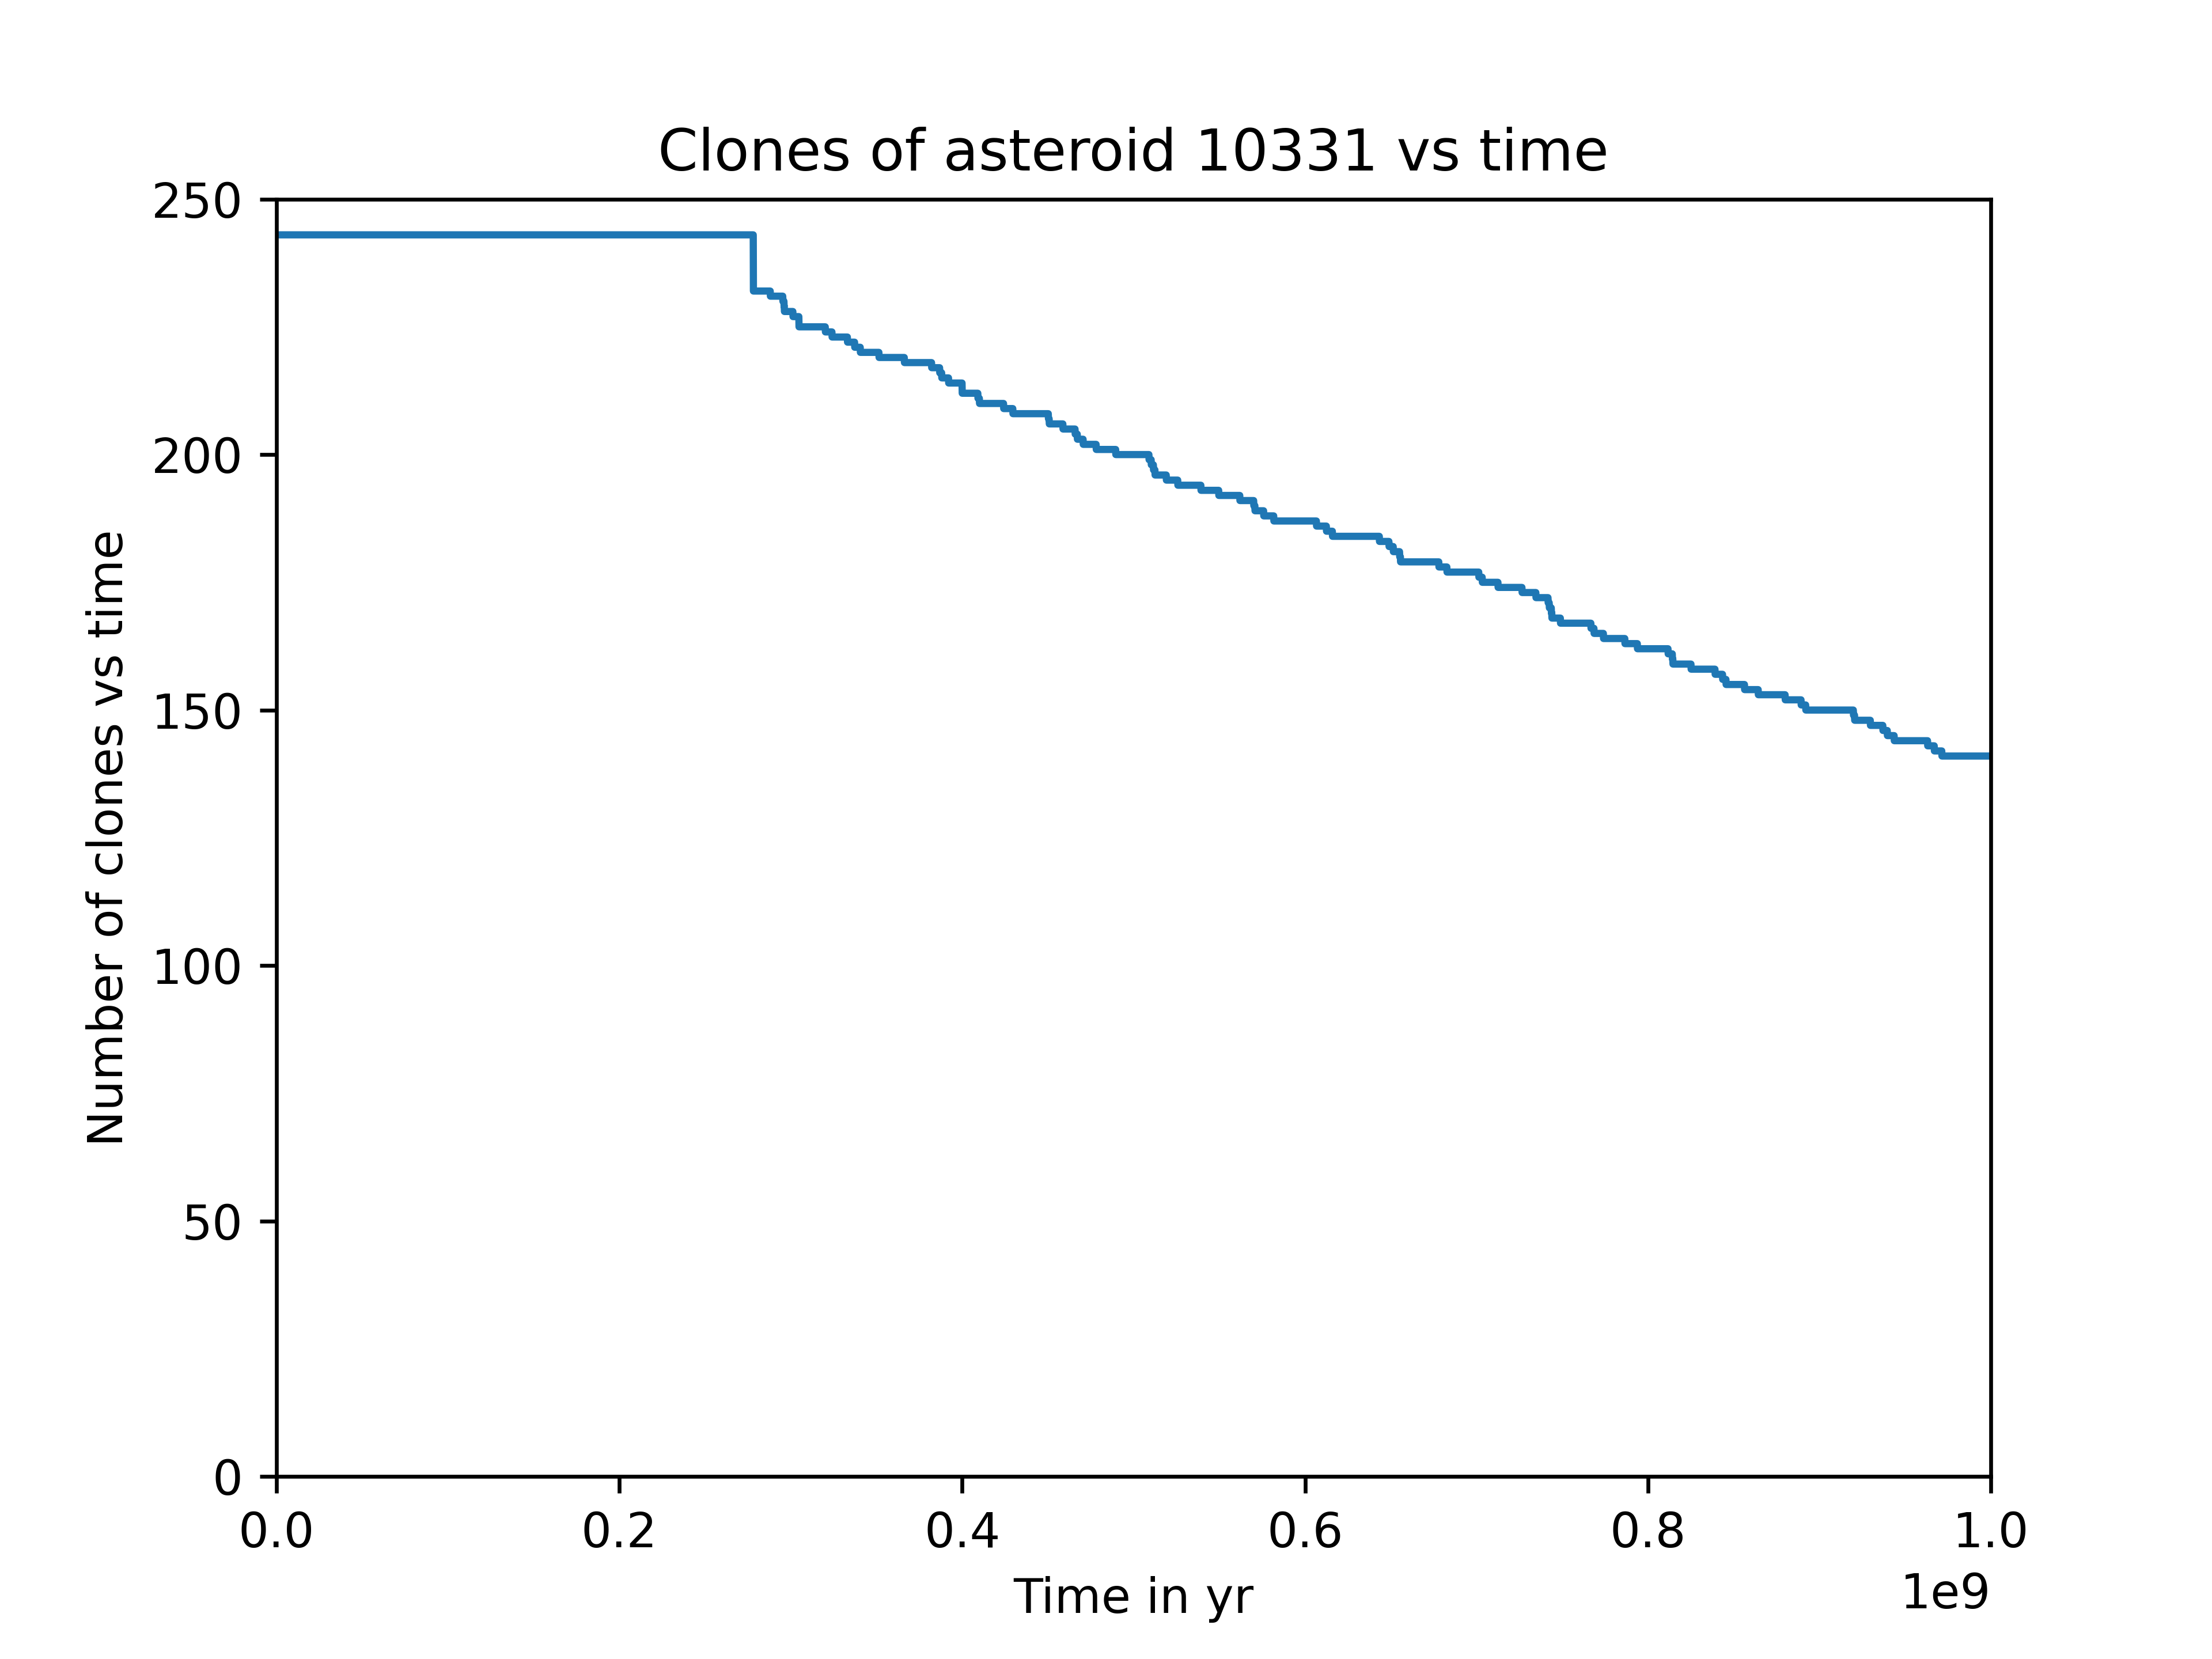 Clones of asteroid 10331 vs time
250
200
150
100
50
0
Number of clones vs time
0.0 0.2 0.4 0.6 0.8 1.0
Time in yr
1e9